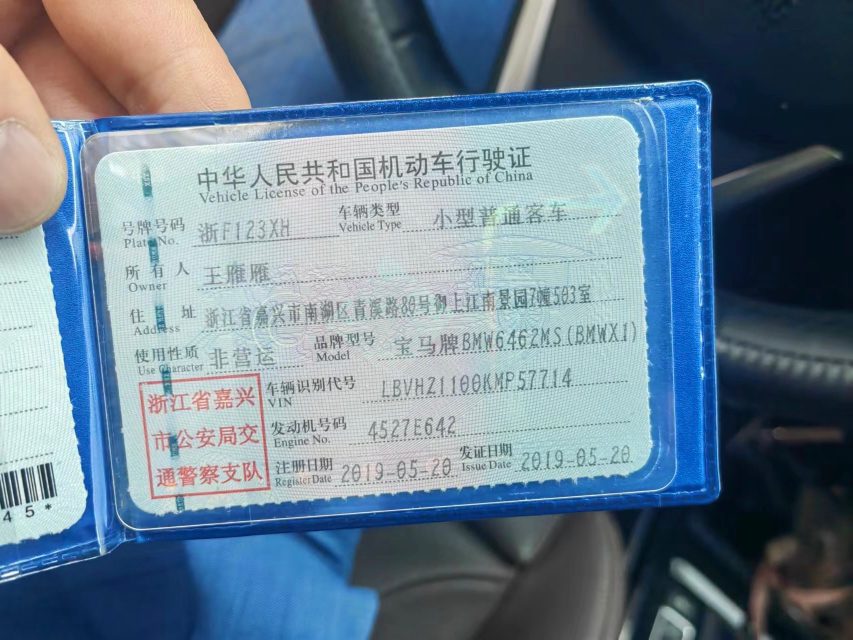 中华人民共和国机动车行驶证
Vehicle License of the People's Republic of China
号牌号码 浙F123XH 车辆类型 小型普通客车
Plate No. Vehicle Type
所有人 王雁雁
Owner
住址 浙江省嘉兴市南湖区青溪路80号御上江南景园7幢503室
Address
使用性质 非营运 品牌型号 宝马牌BMW6462MS(BMWX1)
Use Character Model
浙江省嘉兴
市公安局交
通警察支队
车辆识别代号 LBVHZ1100KMP57714
VIN
发动机号码 4527E642
Engine No.
注册日期 2019-05-20 发证日期 2019-05-20
Register Date Issue Date
45*